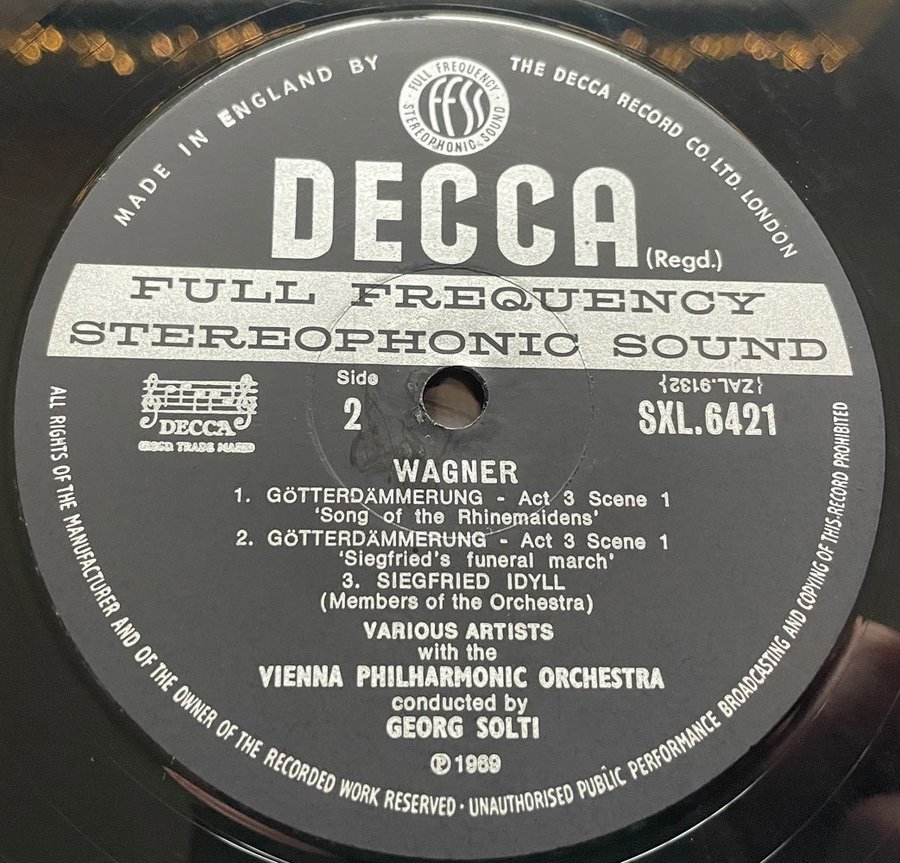 MADE IN ENGLAND BY
THE DECCA RECORD CO. LTD. LONDON
FULL FREQUENCY
STEREOPHONIC SOUND
FFSS
DECCA
(Regd.)
FULL FREQUENCY
STEREOPHONIC SOUND
Side
2
{ZAL.9132}
SXL.6421
DECCA
REGD TRADE MARK
WAGNER
1. GÖTTERDÄMMERUNG - Act 3 Scene 1
'Song of the Rhinemaidens'
2. GÖTTERDÄMMERUNG - Act 3 Scene 1
'Siegfried's funeral march'
3. SIEGFRIED IDYLL
(Members of the Orchestra)
VARIOUS ARTISTS
with the
VIENNA PHILHARMONIC ORCHESTRA
conducted by
GEORG SOLTI
℗ 1969
ALL RIGHTS OF THE MANUFACTURER AND OF THE OWNER OF THE RECORDED WORK RESERVED · UNAUTHORISED PUBLIC PERFORMANCE BROADCASTING AND COPYING OF THIS RECORD PROHIBITED